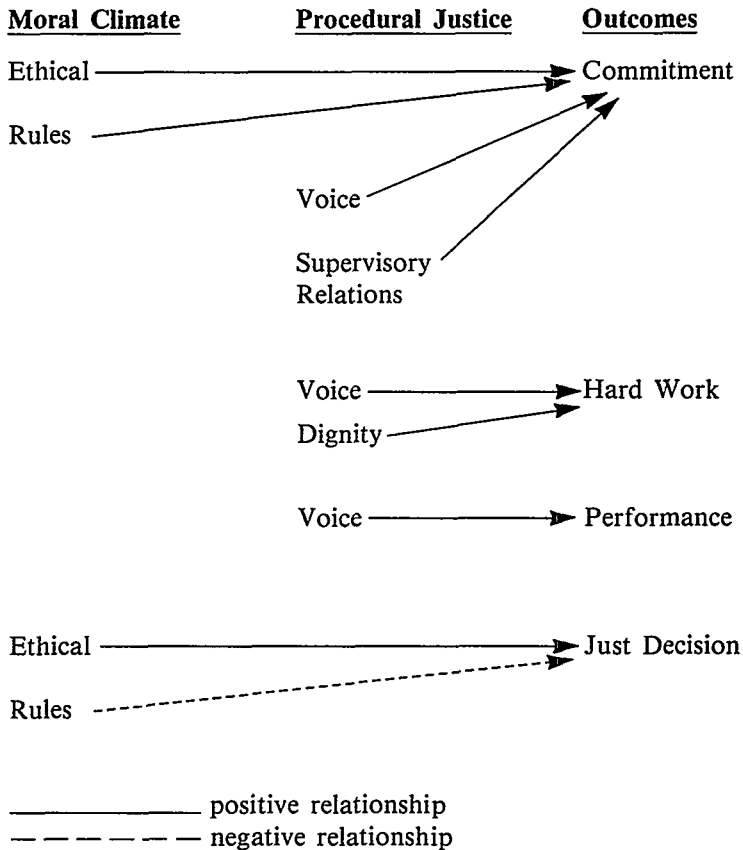 Moral Climate Procedural Justice Outcomes
Ethical Commitment
Rules
Voice
Supervisory
Relations
Voice Hard Work
Dignity
Voice Performance
Ethical Just Decision
Rules
positive relationship
negative relationship